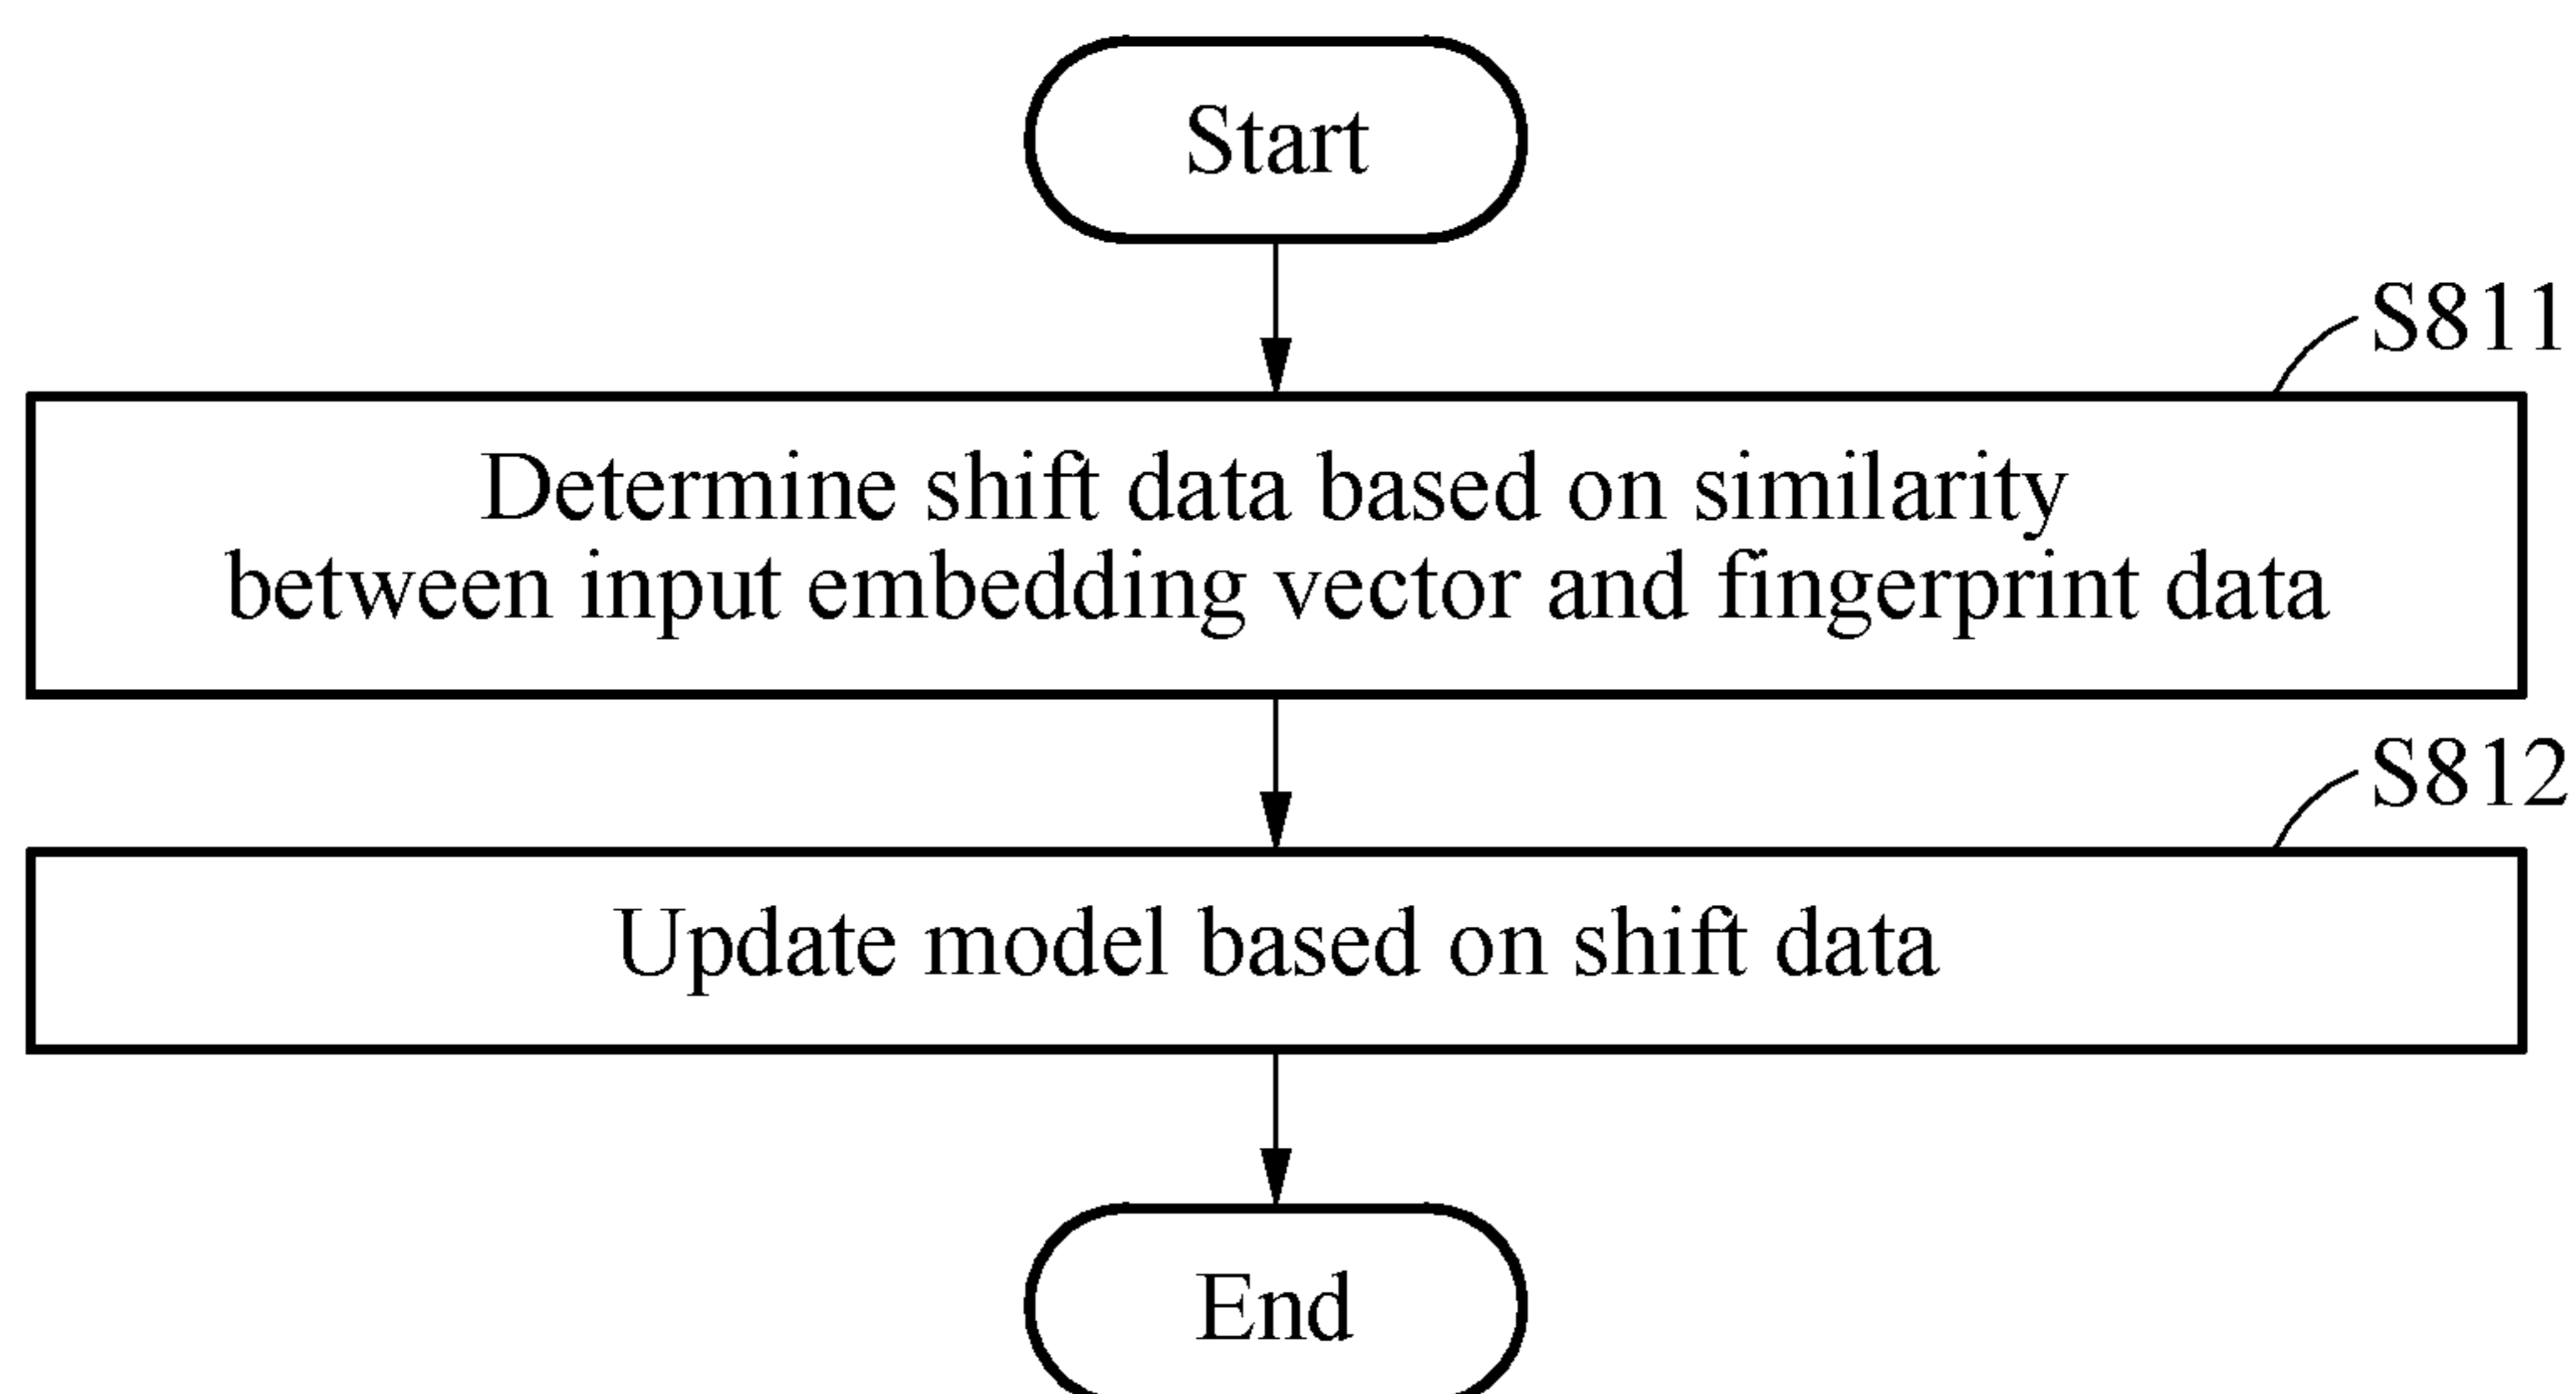 Start
S811
Determine shift data based on similarity
between input embedding vector and fingerprint data
S812
Update model based on shift data
End